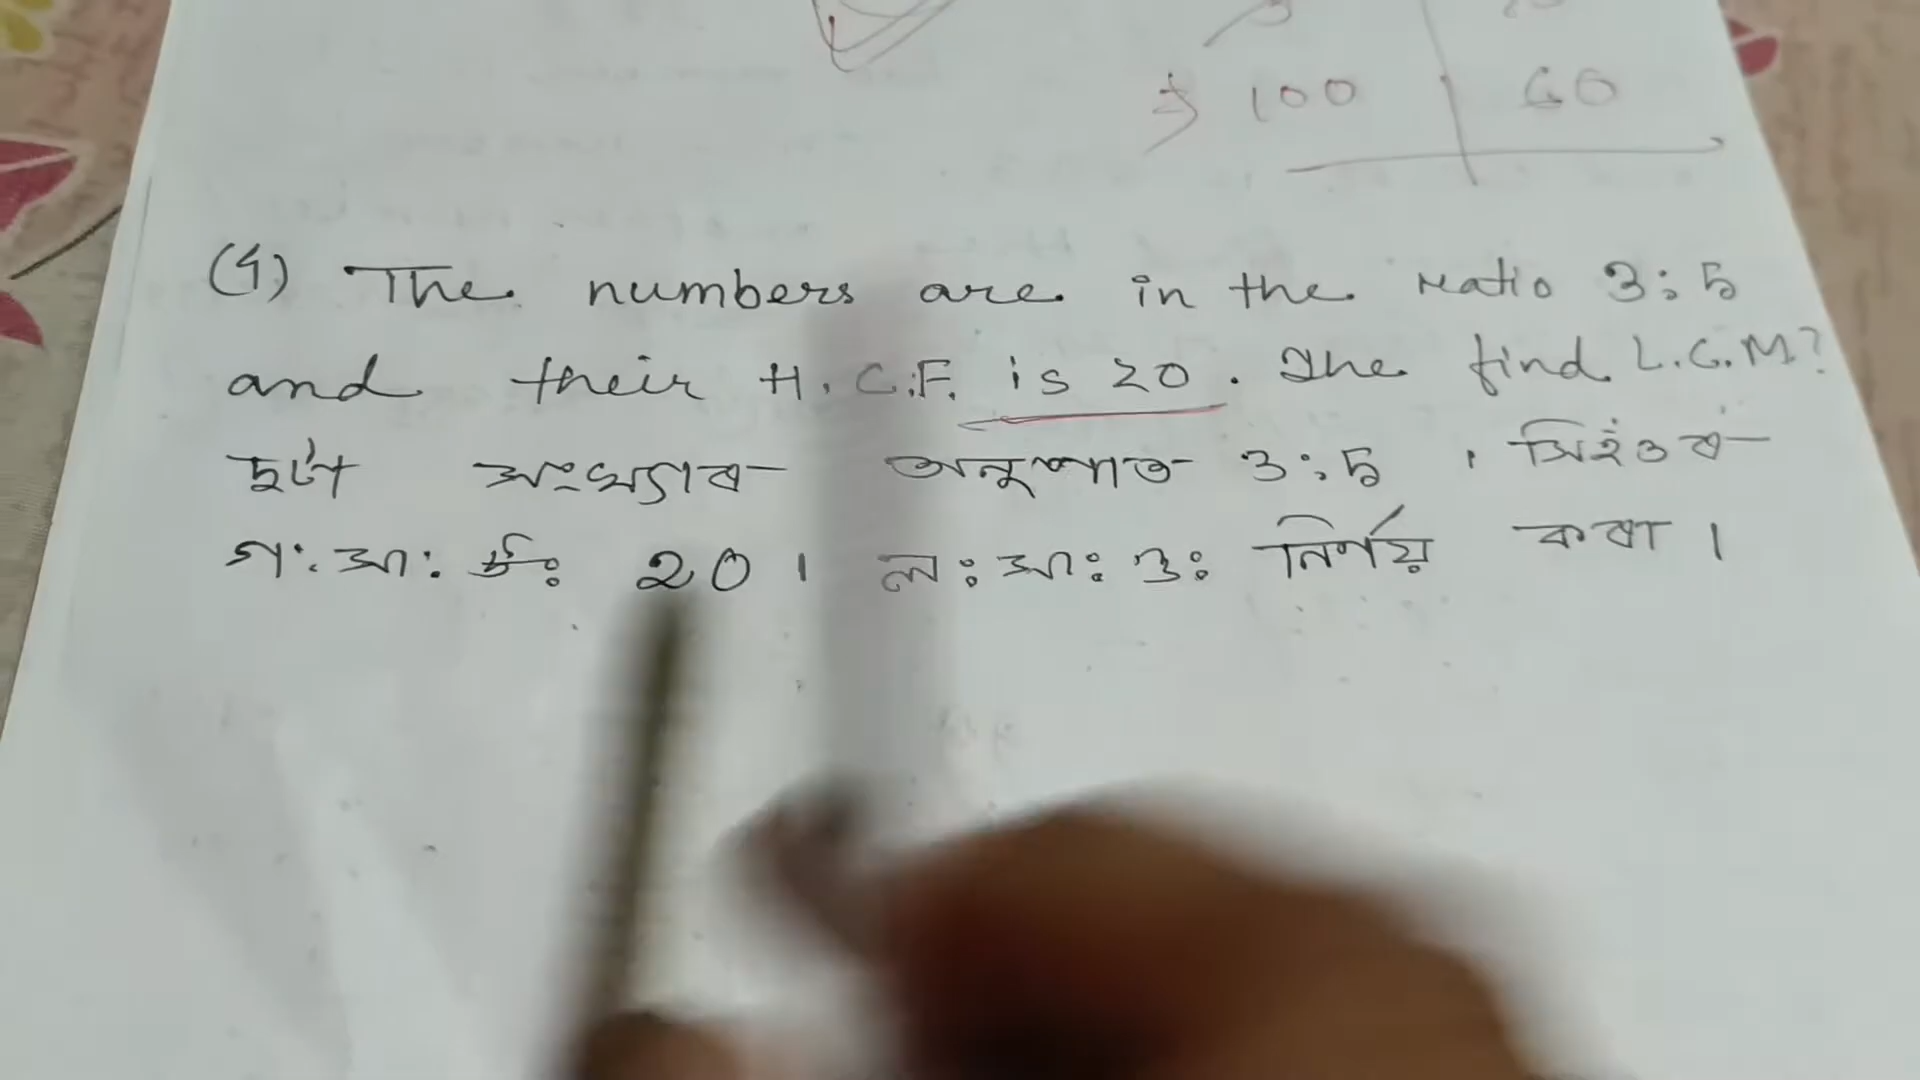 ⇒ 100 | 60
(4) The numbers are in the ratio 3:5
and their H.C.F. is 20. The find L.C.M?
দুটা সংখ্যাৰ অনুপাত 3:5 । সিহঁতৰ
গ:সা:উ: 20। ল:সা:গু: নিৰ্ণয় কৰা ।